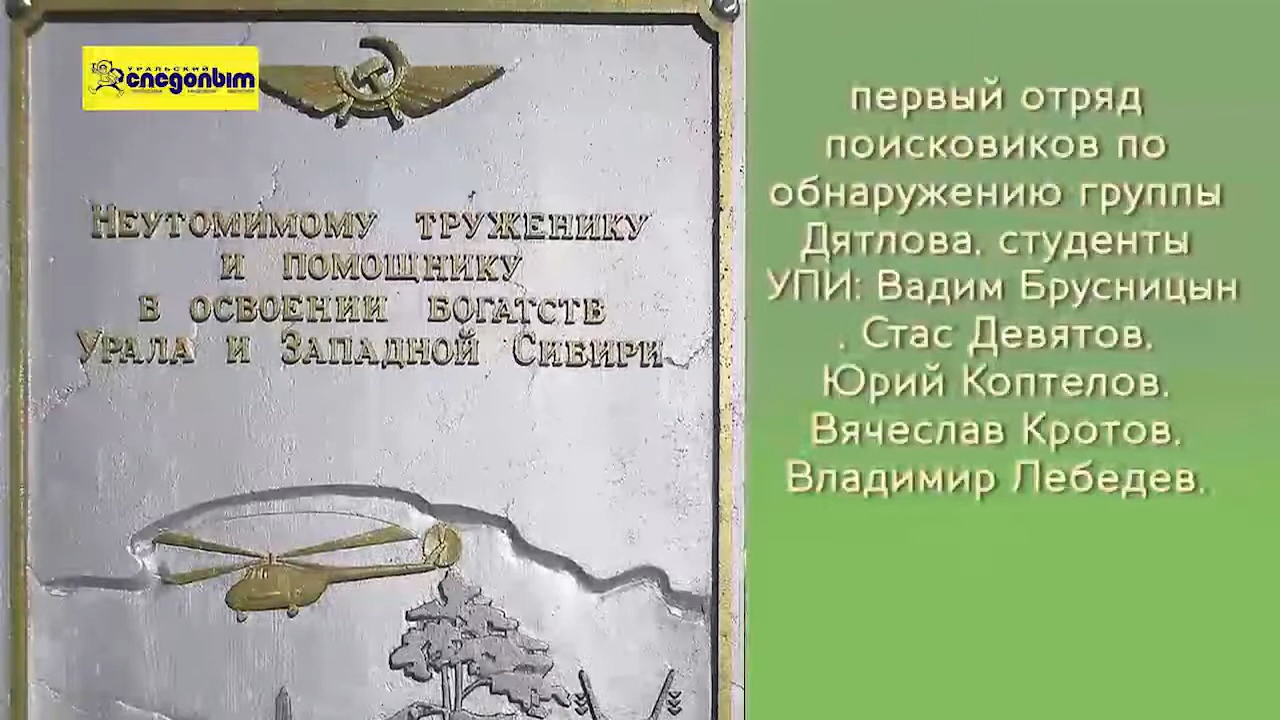 УРАЛЬСКИЙ
следопыт
Неутомимому труженику
и помощнику
в освоении богатств
Урала и Западной Сибири
первый отряд
поисковиков по
обнаружению группы
Дятлова, студенты
УПИ: Вадим Брусницын
, Стас Девятов,
Юрий Коптелов,
Вячеслав Кротов,
Владимир Лебедев.